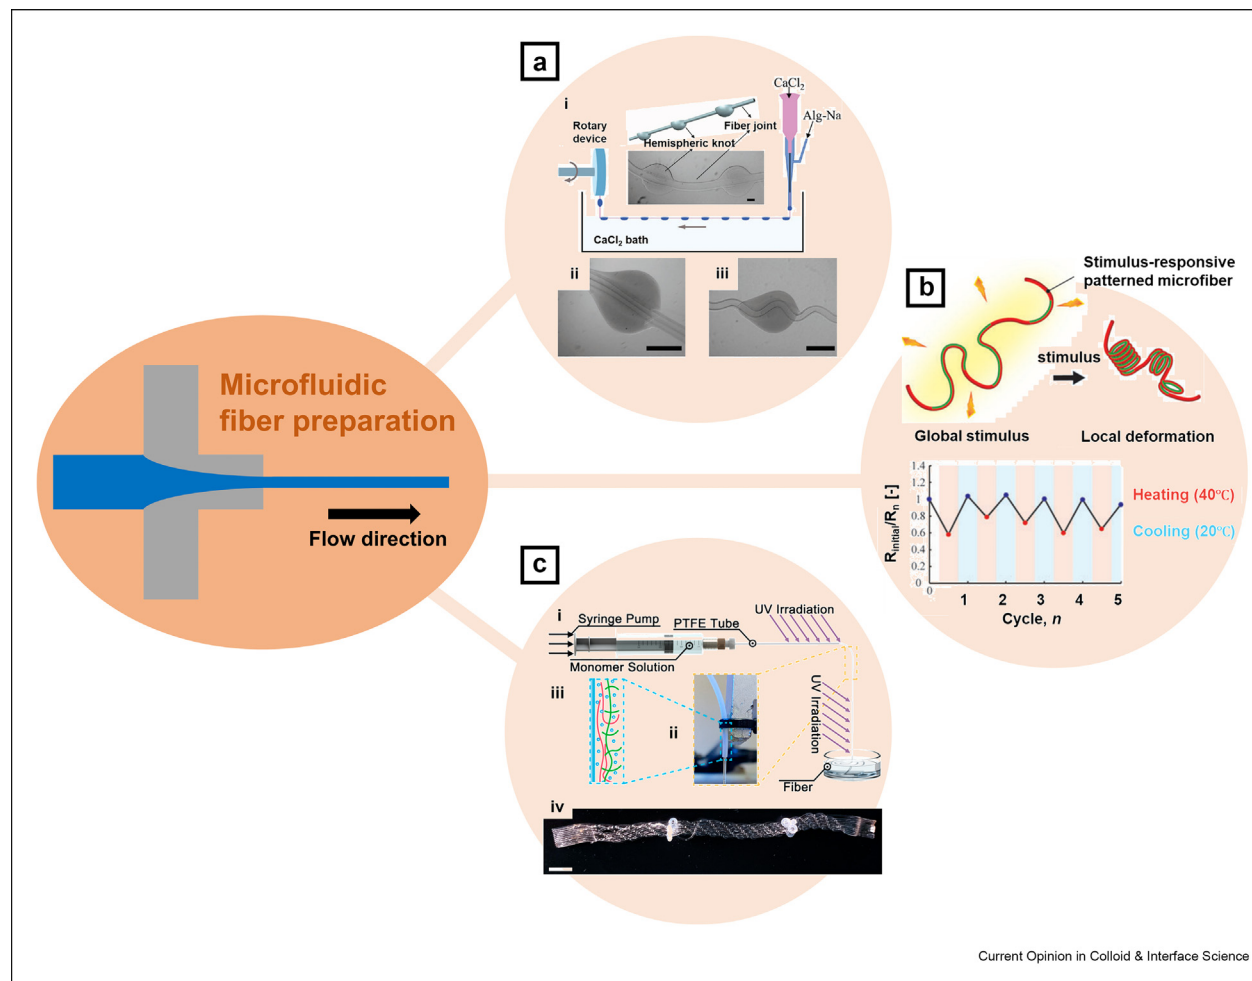 Microfluidic
fiber preparation
Flow direction
a
i
Rotary
device
Fiber joint
Hemispheric knot
CaCl₂
Alg-Na
CaCl₂ bath
ii
iii
b
Stimulus-responsive
patterned microfiber
stimulus
Global stimulus
Local deformation
R_initial/R_n [-]
1.4
1.2
1
0.8
0.6
0.4
0.2
0
0
1
2
3
4
5
Cycle, n
Heating (40℃)
Cooling (20℃)
c
i
Syringe Pump
PTFE Tube
UV Irradiation
Monomer Solution
iii
ii
UV Irradiation
Fiber
iv
Current Opinion in Colloid & Interface Science